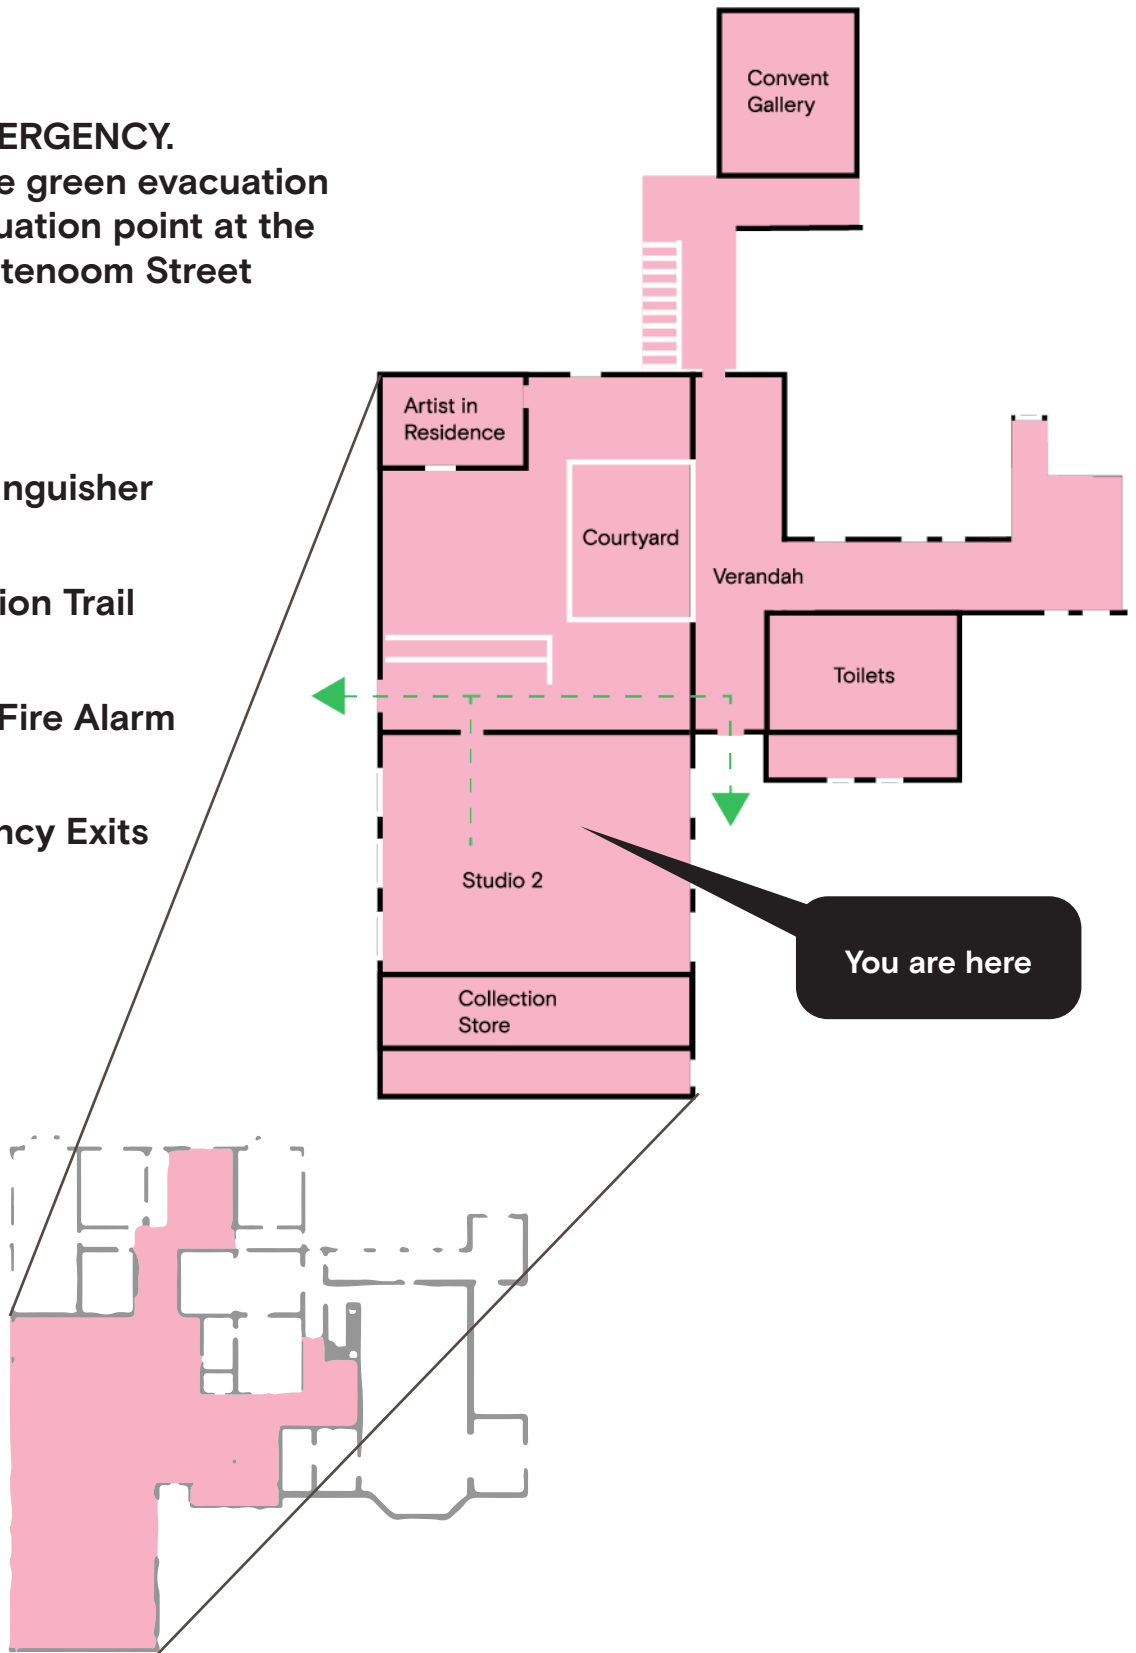 ERGENCY.
e green evacuation
uation point at the
tenoom Street
nguisher
ion Trail
Fire Alarm
ncy Exits
Convent
Gallery
Artist in
Residence
Courtyard
Verandah
Toilets
Studio 2
You are here
Collection
Store